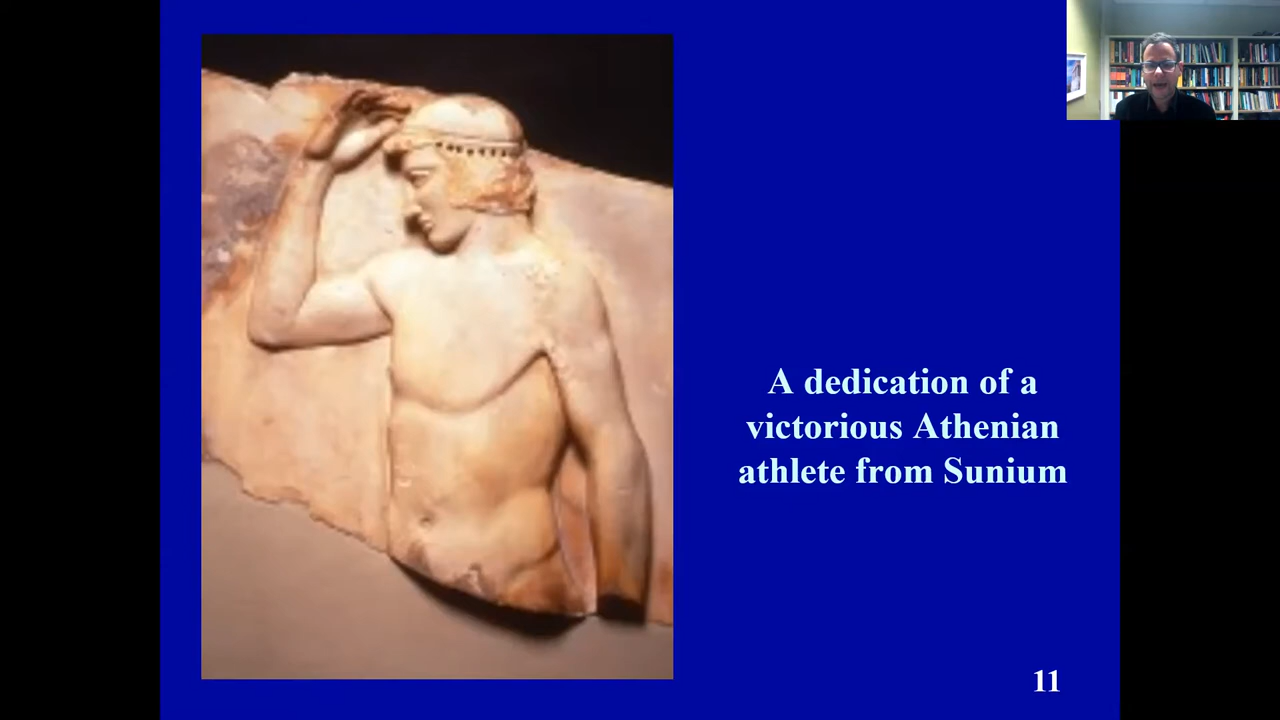 A dedication of a
victorious Athenian
athlete from Sunium
11